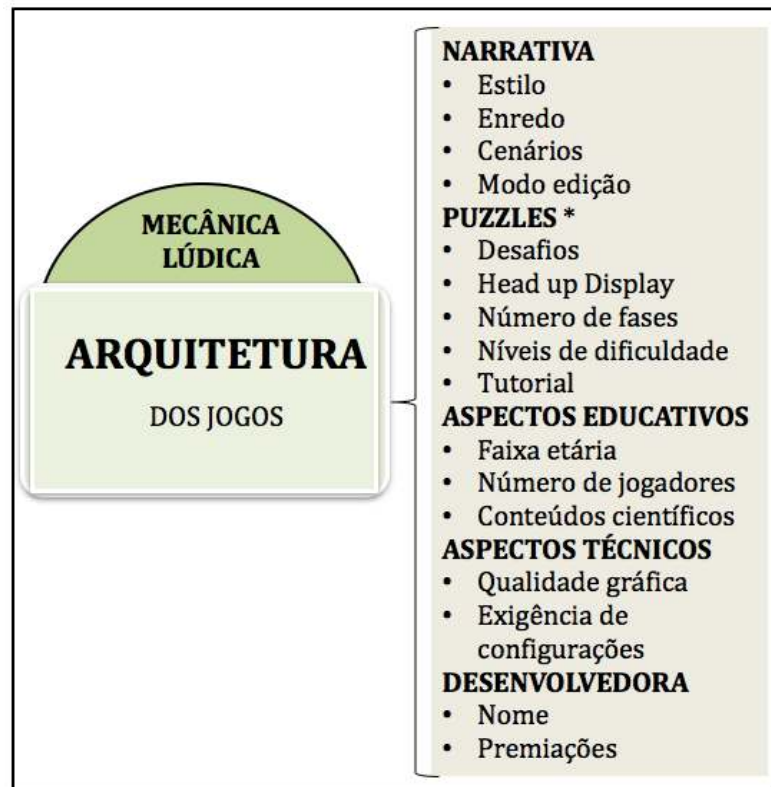 MECÂNICA
LÚDICA
ARQUITETURA
DOS JOGOS
NARRATIVA
• Estilo
• Enredo
• Cenários
• Modo edição
PUZZLES *
• Desafios
• Head up Display
• Número de fases
• Níveis de dificuldade
• Tutorial
ASPECTOS EDUCATIVOS
• Faixa etária
• Número de jogadores
• Conteúdos científicos
ASPECTOS TÉCNICOS
• Qualidade gráfica
• Exigência de
configurações
DESENVOLVEDORA
• Nome
• Premiações